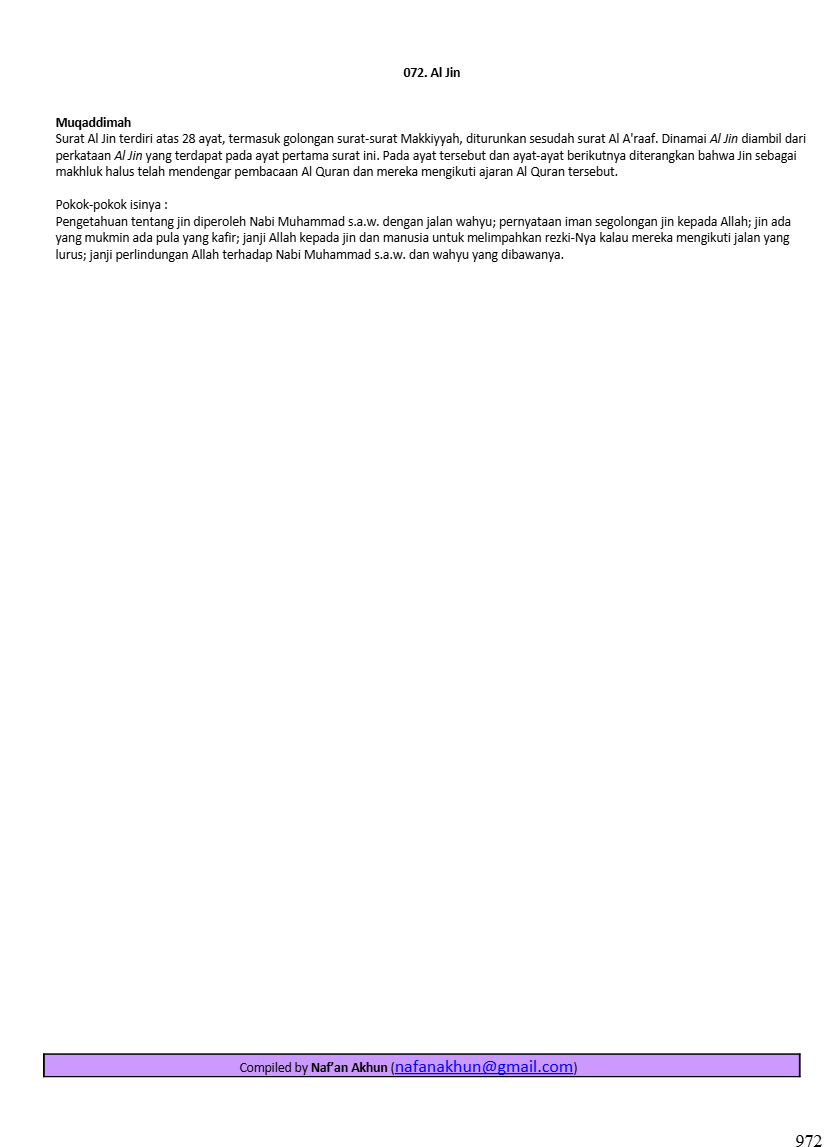 072. Al Jin
Muqaddimah
Surat Al Jin terdiri atas 28 ayat, termasuk golongan surat-surat Makkiyyah, diturunkan sesudah surat Al A'raaf. Dinamai Al Jin diambil dari
perkataan Al Jin yang terdapat pada ayat pertama surat ini. Pada ayat tersebut dan ayat-ayat berikutnya diterangkan bahwa Jin sebagai
makhluk halus telah mendengar pembacaan Al Quran dan mereka mengikuti ajaran Al Quran tersebut.
Pokok-pokok isinya :
Pengetahuan tentang jin diperoleh Nabi Muhammad s.a.w. dengan jalan wahyu; pernyataan iman segolongan jin kepada Allah; jin ada
yang mukmin ada pula yang kafir; janji Allah kepada jin dan manusia untuk melimpahkan rezki-Nya kalau mereka mengikuti jalan yang
lurus; janji perlindungan Allah terhadap Nabi Muhammad s.a.w. dan wahyu yang dibawanya.
Compiled by Naf’an Akhun (nafanakhun@gmail.com)
972